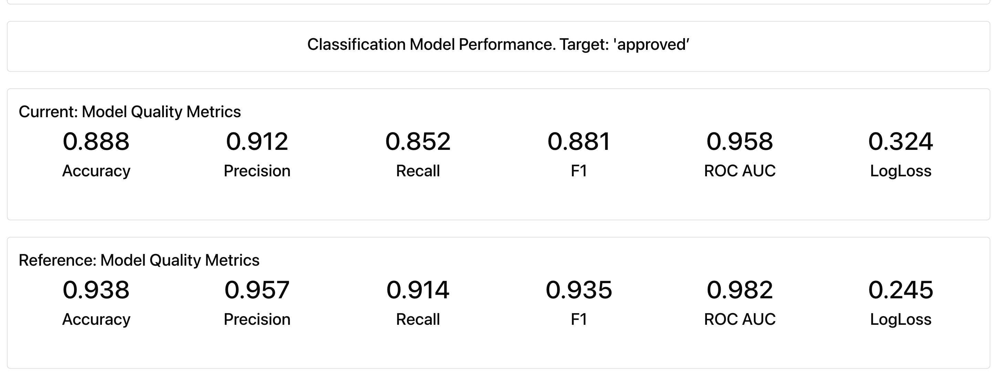 Classification Model Performance. Target: 'approved’
Current: Model Quality Metrics
0.888 0.912 0.852 0.881 0.958 0.324
Accuracy Precision Recall F1 ROC AUC LogLoss
Reference: Model Quality Metrics
0.938 0.957 0.914 0.935 0.982 0.245
Accuracy Precision Recall F1 ROC AUC LogLoss